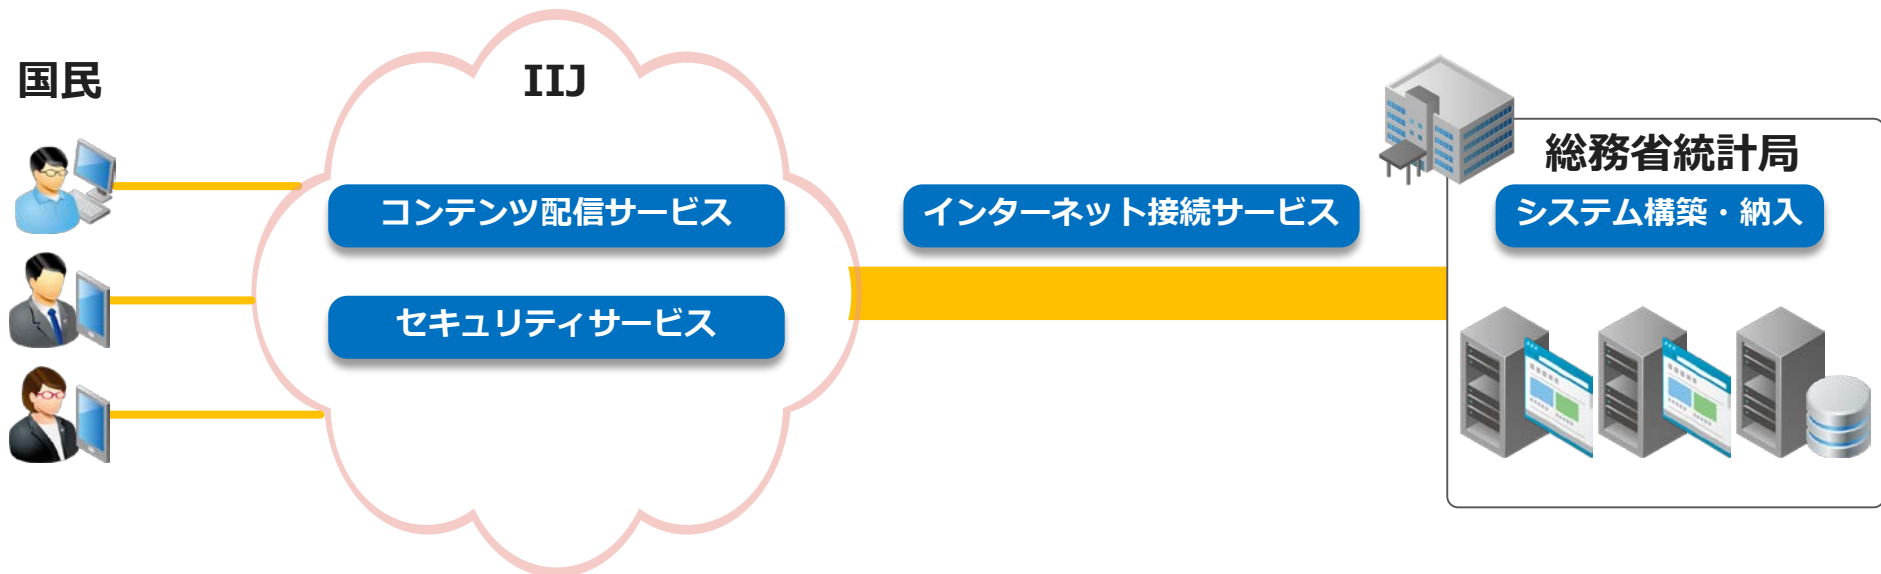 国民
IIJ
総務省統計局
コンテンツ配信サービス
インターネット接続サービス
システム構築・納入
セキュリティサービス